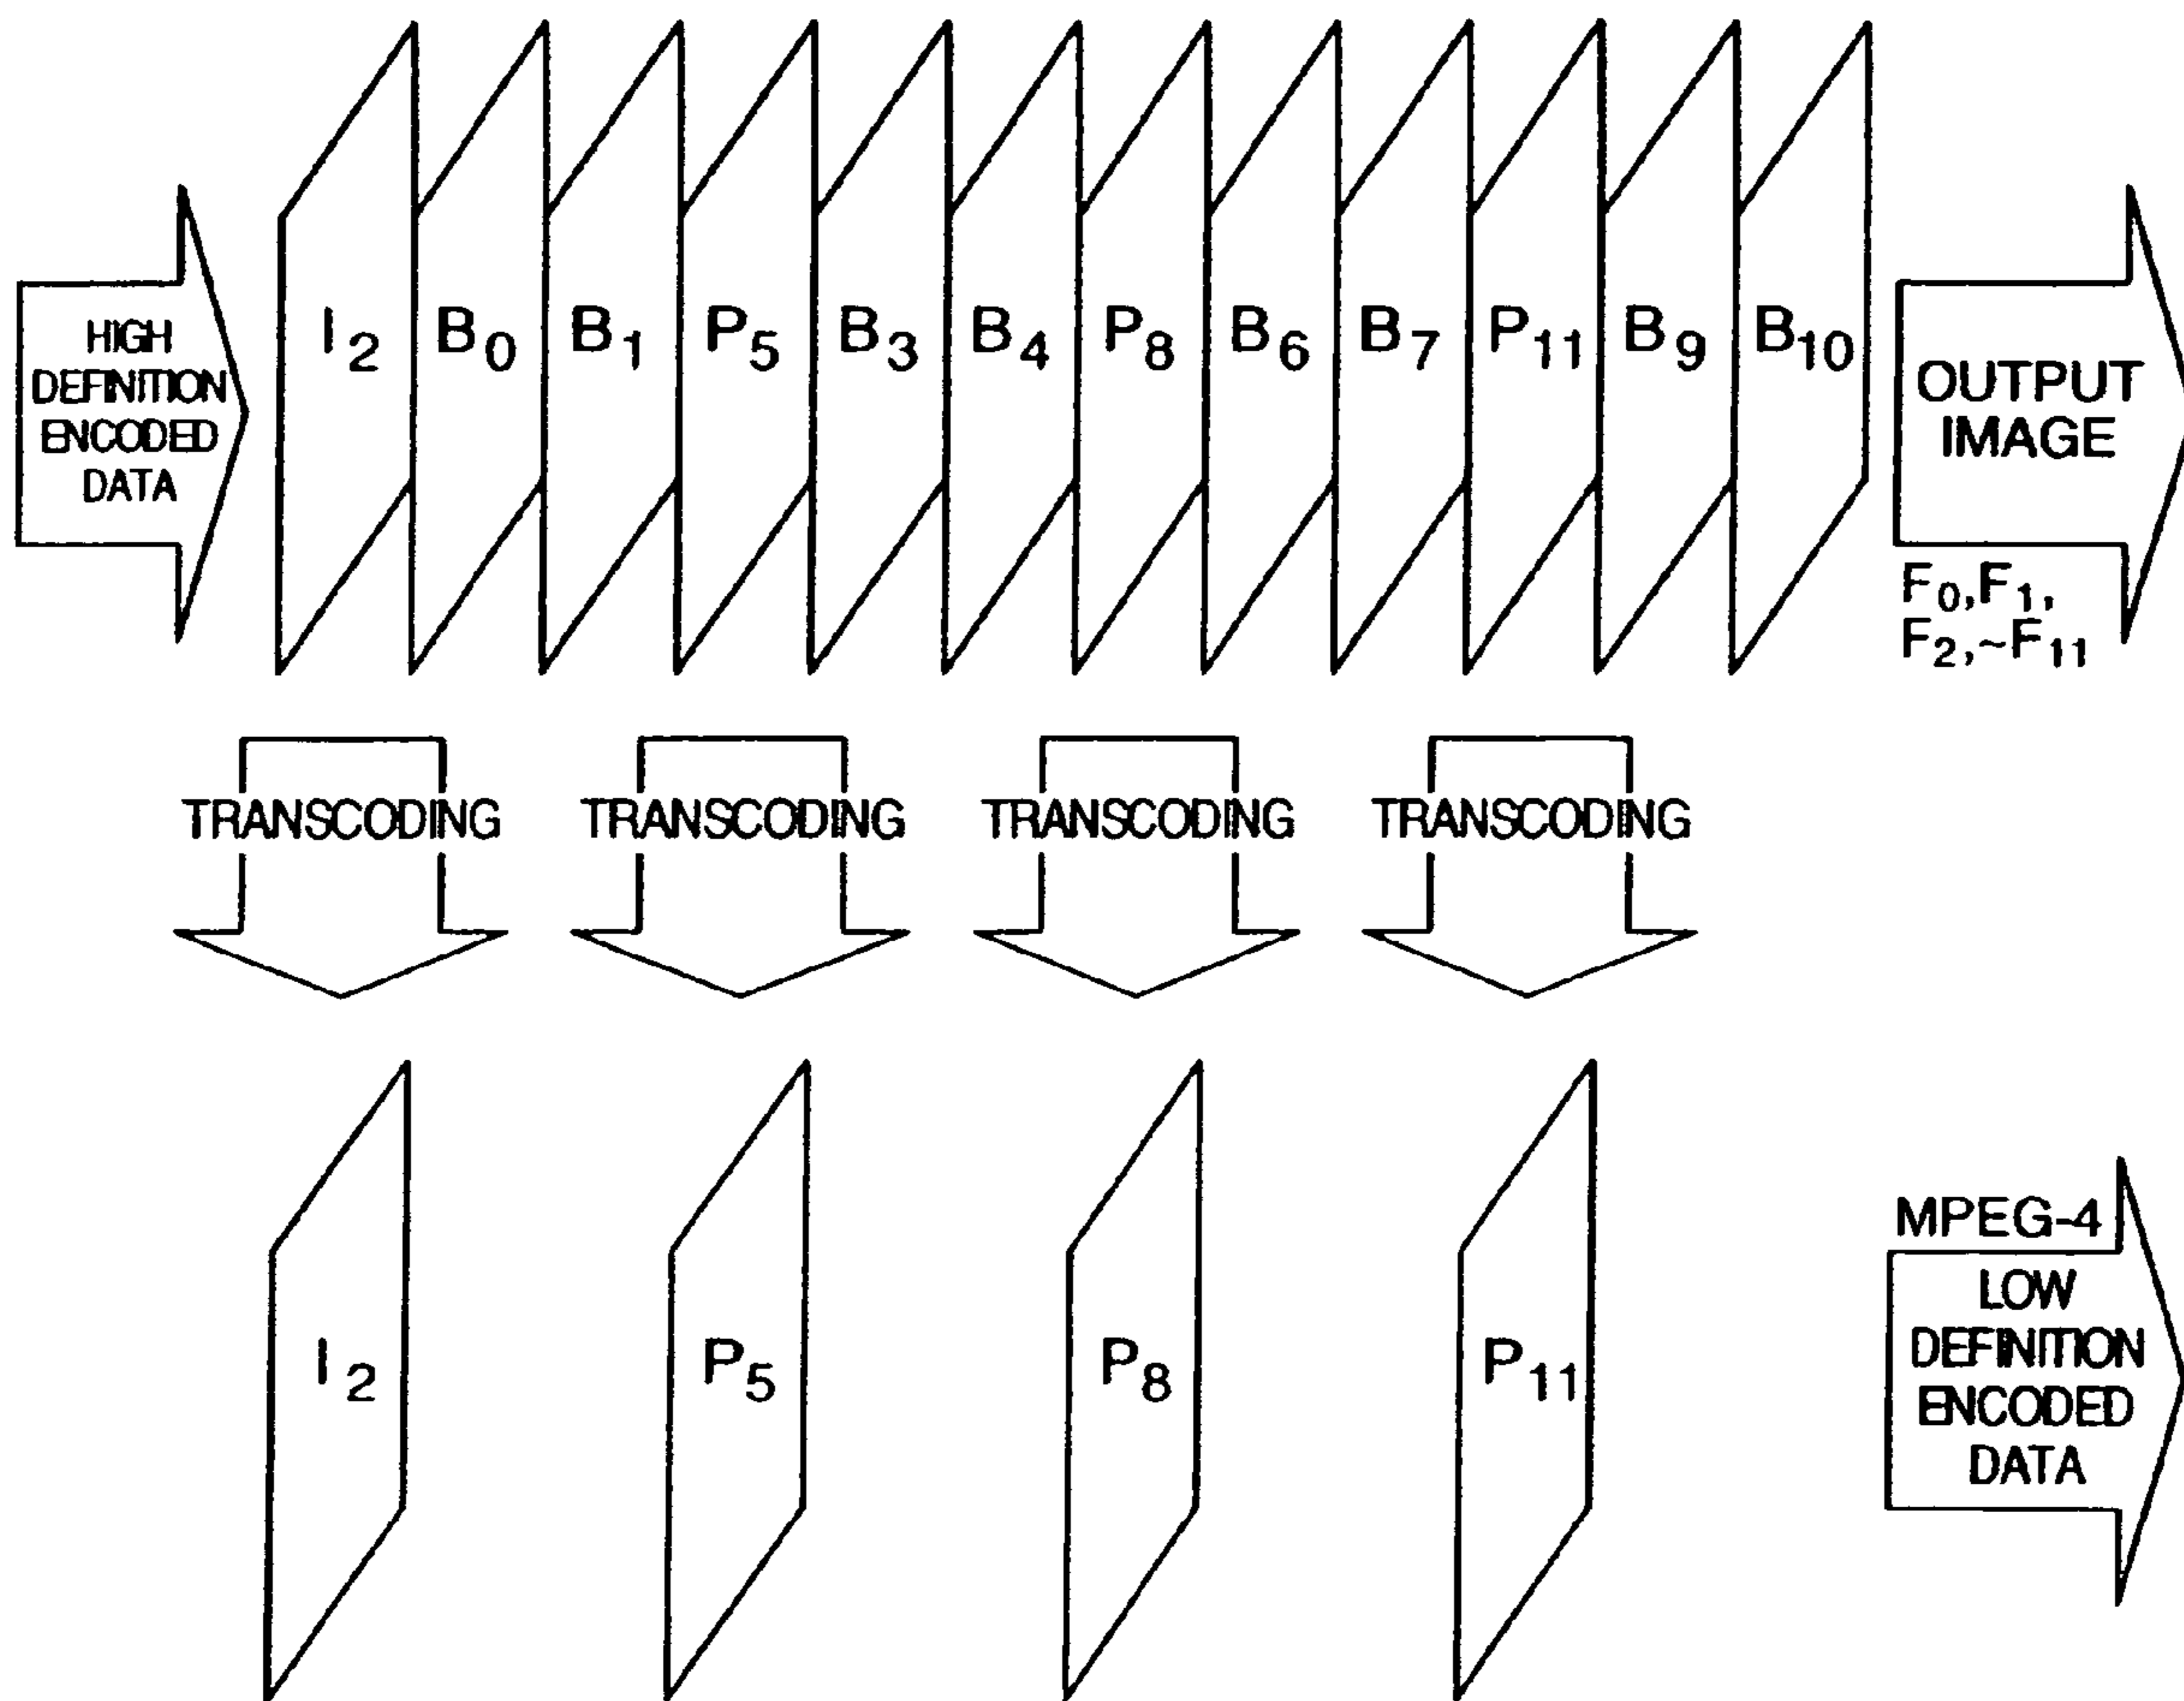 HIGH
DEFINITION
ENCODED
DATA
I2 B0 B1 P5 B3 B4 P8 B6 B7 P11 B9 B10
OUTPUT
IMAGE
F0,F1,
F2,~F11
TRANSCODING TRANSCODING TRANSCODING TRANSCODING
I2 P5 P8 P11
MPEG-4
LOW
DEFINITION
ENCODED
DATA